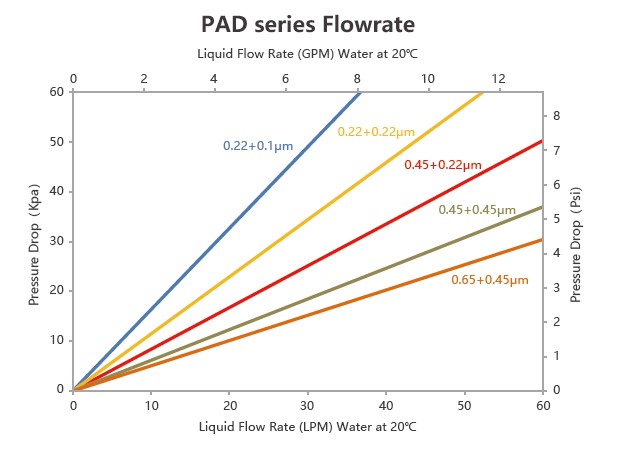 PAD series Flowrate
Liquid Flow Rate (GPM) Water at 20℃
0 2 4 6 8 10 12
60
50
40
30
20
10
0
Pressure Drop (Kpa)
0.22+0.1μm
0.22+0.22μm
0.45+0.22μm
0.45+0.45μm
0.65+0.45μm
8
7
6
5
4
3
2
1
0
Pressure Drop (Psi)
0 10 20 30 40 50 60
Liquid Flow Rate (LPM) Water at 20℃